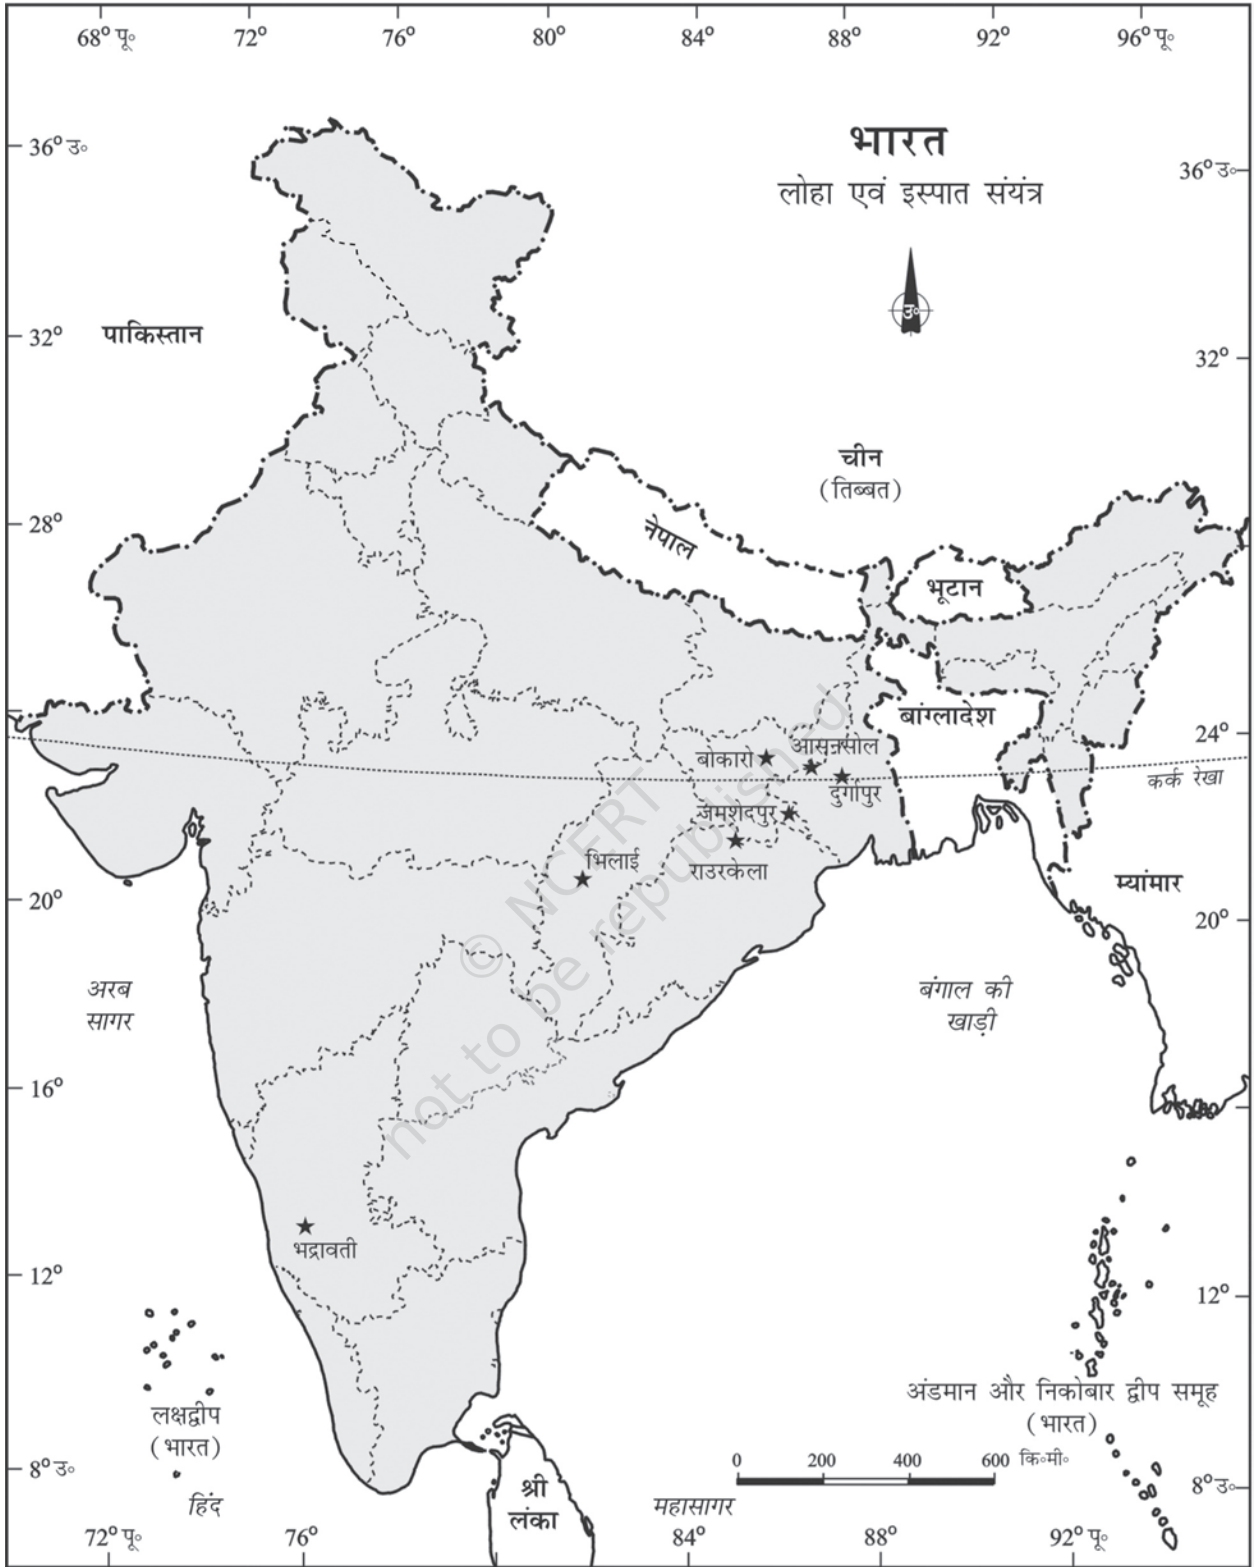 68° पू॰ 72° 76° 80° 84° 88° 92° 96° पू॰
36° उ॰
भारत
लोहा एवं इस्पात संयंत्र
36° उ॰
उ॰
32°
पाकिस्तान
32°
चीन
(तिब्बत)
28°
नेपाल
भूटान
बांग्लादेश
24°
कर्क रेखा
बोकारो
आसनसोल
दुर्गापुर
जमशेदपुर
राउरकेला
भिलाई
म्यांमार
20°
20°
© NCERT
not to be republished
अरब
सागर
बंगाल की
खाड़ी
16°
भद्रावती
12°
12°
लक्षद्वीप
(भारत)
अंडमान और निकोबार द्वीप समूह
(भारत)
0 200 400 600 कि॰मी॰
8° उ॰
8° उ॰
श्री
लंका
हिंद
महासागर
72° पू॰ 76° 84° 88° 92° पू॰